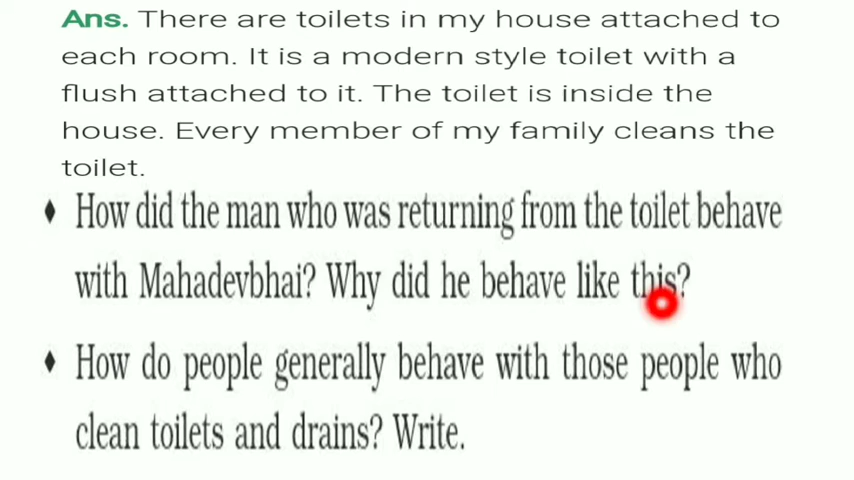 Ans. There are toilets in my house attached to
each room. It is a modern style toilet with a
flush attached to it. The toilet is inside the
house. Every member of my family cleans the
toilet.
♦ How did the man who was returning from the toilet behave
with Mahadevbhai? Why did he behave like this?
♦ How do people generally behave with those people who
clean toilets and drains? Write.